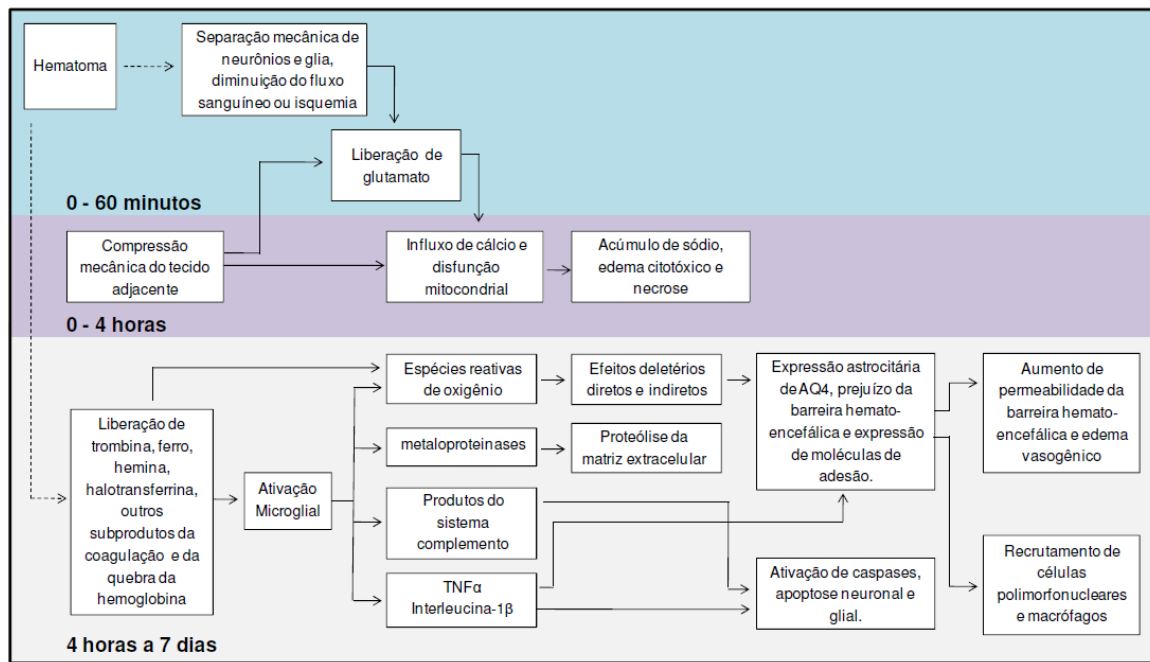 Hematoma
Separação mecânica de
neurônios e glia,
diminuição do fluxo
sanguíneo ou isquemia
Liberação de
glutamato
0 - 60 minutos
Compressão
mecânica do tecido
adjacente
Influxo de cálcio e
disfunção
mitocondrial
Acúmulo de sódio,
edema citotóxico e
necrose
0 - 4 horas
Liberação de
trombina, ferro,
hemina,
halotransferrina,
outros
subprodutos da
coagulação e da
quebra da
hemoglobina
Ativação
Microglial
Espécies reativas
de oxigênio
Efeitos deletérios
diretos e indiretos
metaloproteinases
Proteólise da
matriz extracelular
Produtos do
sistema
complemento
TNFα
Interleucina-1β
Expressão astrocitária
de AQ4, prejuízo da
barreira hemato-
encefálica e expressão
de moléculas de
adesão.
Ativação de caspases,
apoptose neuronal e
glial.
Aumento de
permeabilidade da
barreira hemato-
encefálica e edema
vasogênico
Recrutamento de
células
polimorfonucleares
e macrófagos
4 horas a 7 dias